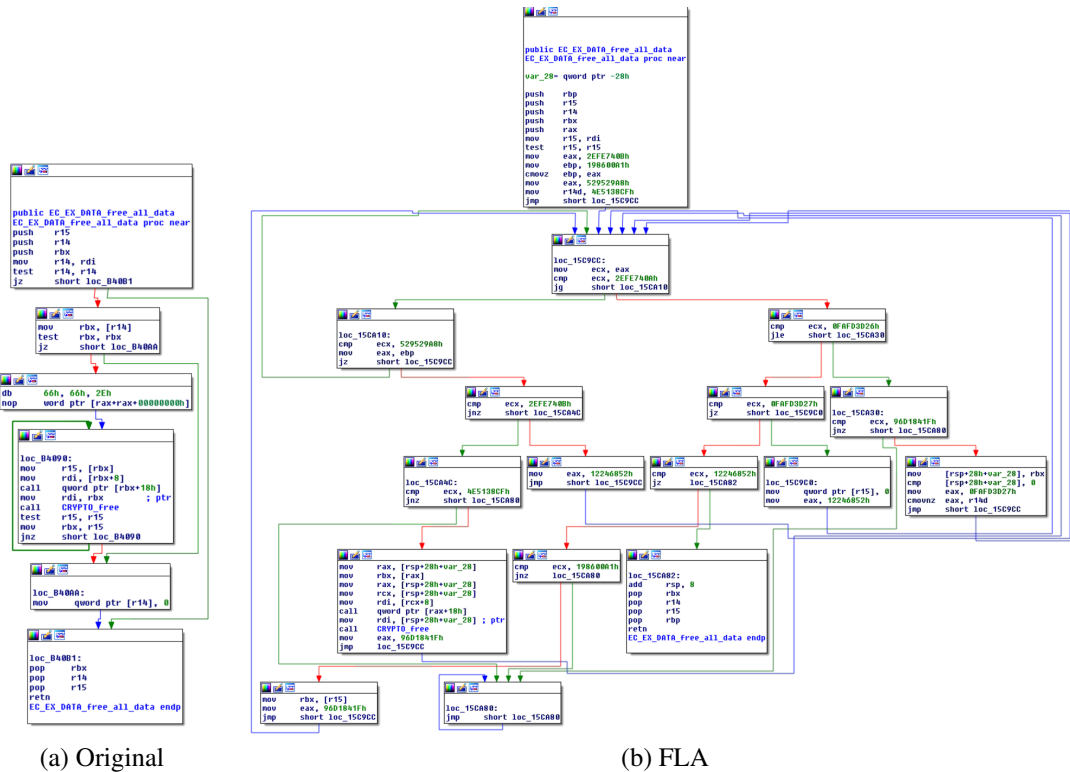 public EC_EX_DATA_free_all_data
EC_EX_DATA_free_all_data proc near
push r15
push r14
push rbx
mov r14, rdi
test r14, r14
jz short loc_B40B1
mov rbx, [r14]
test rbx, rbx
jz short loc_B40AA
db 66h, 66h, 2Eh
nop word ptr [rax+rax+00000000h]
loc_B4090:
mov r15, [rbx]
mov rdi, [rbx+8]
call qword ptr [rbx+18h]
mov rdi, rbx ; ptr
call CRYPTO_free
test r15, r15
mov rbx, r15
jnz short loc_B4090
loc_B40AA:
mov qword ptr [r14], 0
loc_B40B1:
pop rbx
pop r14
pop r15
retn
EC_EX_DATA_free_all_data endp
(a) Original
public EC_EX_DATA_free_all_data
EC_EX_DATA_free_all_data proc near
var_28= qword ptr -28h
push rbp
push r15
push r14
push rbx
push rax
mov r15, rdi
test r15, r15
mov eax, 2EFE740Bh
mov ebp, 198600A1h
cmovz ebp, eax
mov eax, 529529A8h
mov r14d, 4E5138CFh
jmp short loc_15C9CC
loc_15C9CC:
mov ecx, eax
cmp ecx, 2EFE740Ah
jg short loc_15CA10
loc_15CA10:
cmp ecx, 529529A8h
mov eax, ebp
jz short loc_15C9CC
cmp ecx, 0FAFD3D26h
jle short loc_15CA30
cmp ecx, 2EFE740Bh
jnz short loc_15CA4C
cmp ecx, 0FAFD3D27h
jz short loc_15C9C0
loc_15CA30:
cmp ecx, 96D1841Fh
jnz short loc_15CA80
loc_15CA4C:
cmp ecx, 4E5138CFh
jnz short loc_15CA80
mov eax, 12246852h
jmp short loc_15C9CC
cmp ecx, 12246852h
jz short loc_15CA82
loc_15C9C0:
mov qword ptr [r15], 0
mov eax, 12246852h
mov [rsp+28h+var_28], rbx
cmp [rsp+28h+var_28], 0
mov eax, 0FAFD3D27h
cmovnz eax, r14d
jmp short loc_15C9CC
mov rax, [rsp+28h+var_28]
mov rbx, [rax]
mov rax, [rsp+28h+var_28]
mov rcx, [rsp+28h+var_28]
mov rdi, [rcx+8]
call qword ptr [rax+18h]
mov rdi, [rsp+28h+var_28] ; ptr
call CRYPTO_free
mov eax, 96D1841Fh
jmp loc_15C9CC
cmp ecx, 198600A1h
jnz loc_15CA80
loc_15CA82:
add rsp, 8
pop rbx
pop r14
pop r15
pop rbp
retn
EC_EX_DATA_free_all_data endp
mov rbx, [r15]
mov eax, 96D1841Fh
jmp short loc_15C9CC
loc_15CA80:
jmp short loc_15CA80
(b) FLA